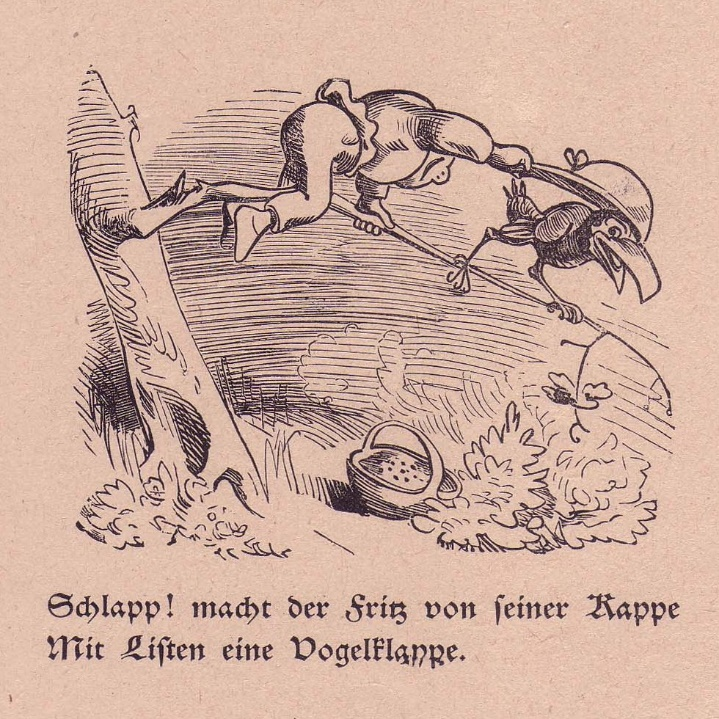 Schlapp! macht der Fritz von seiner Kappe
Mit Listen eine Vogelklappe.